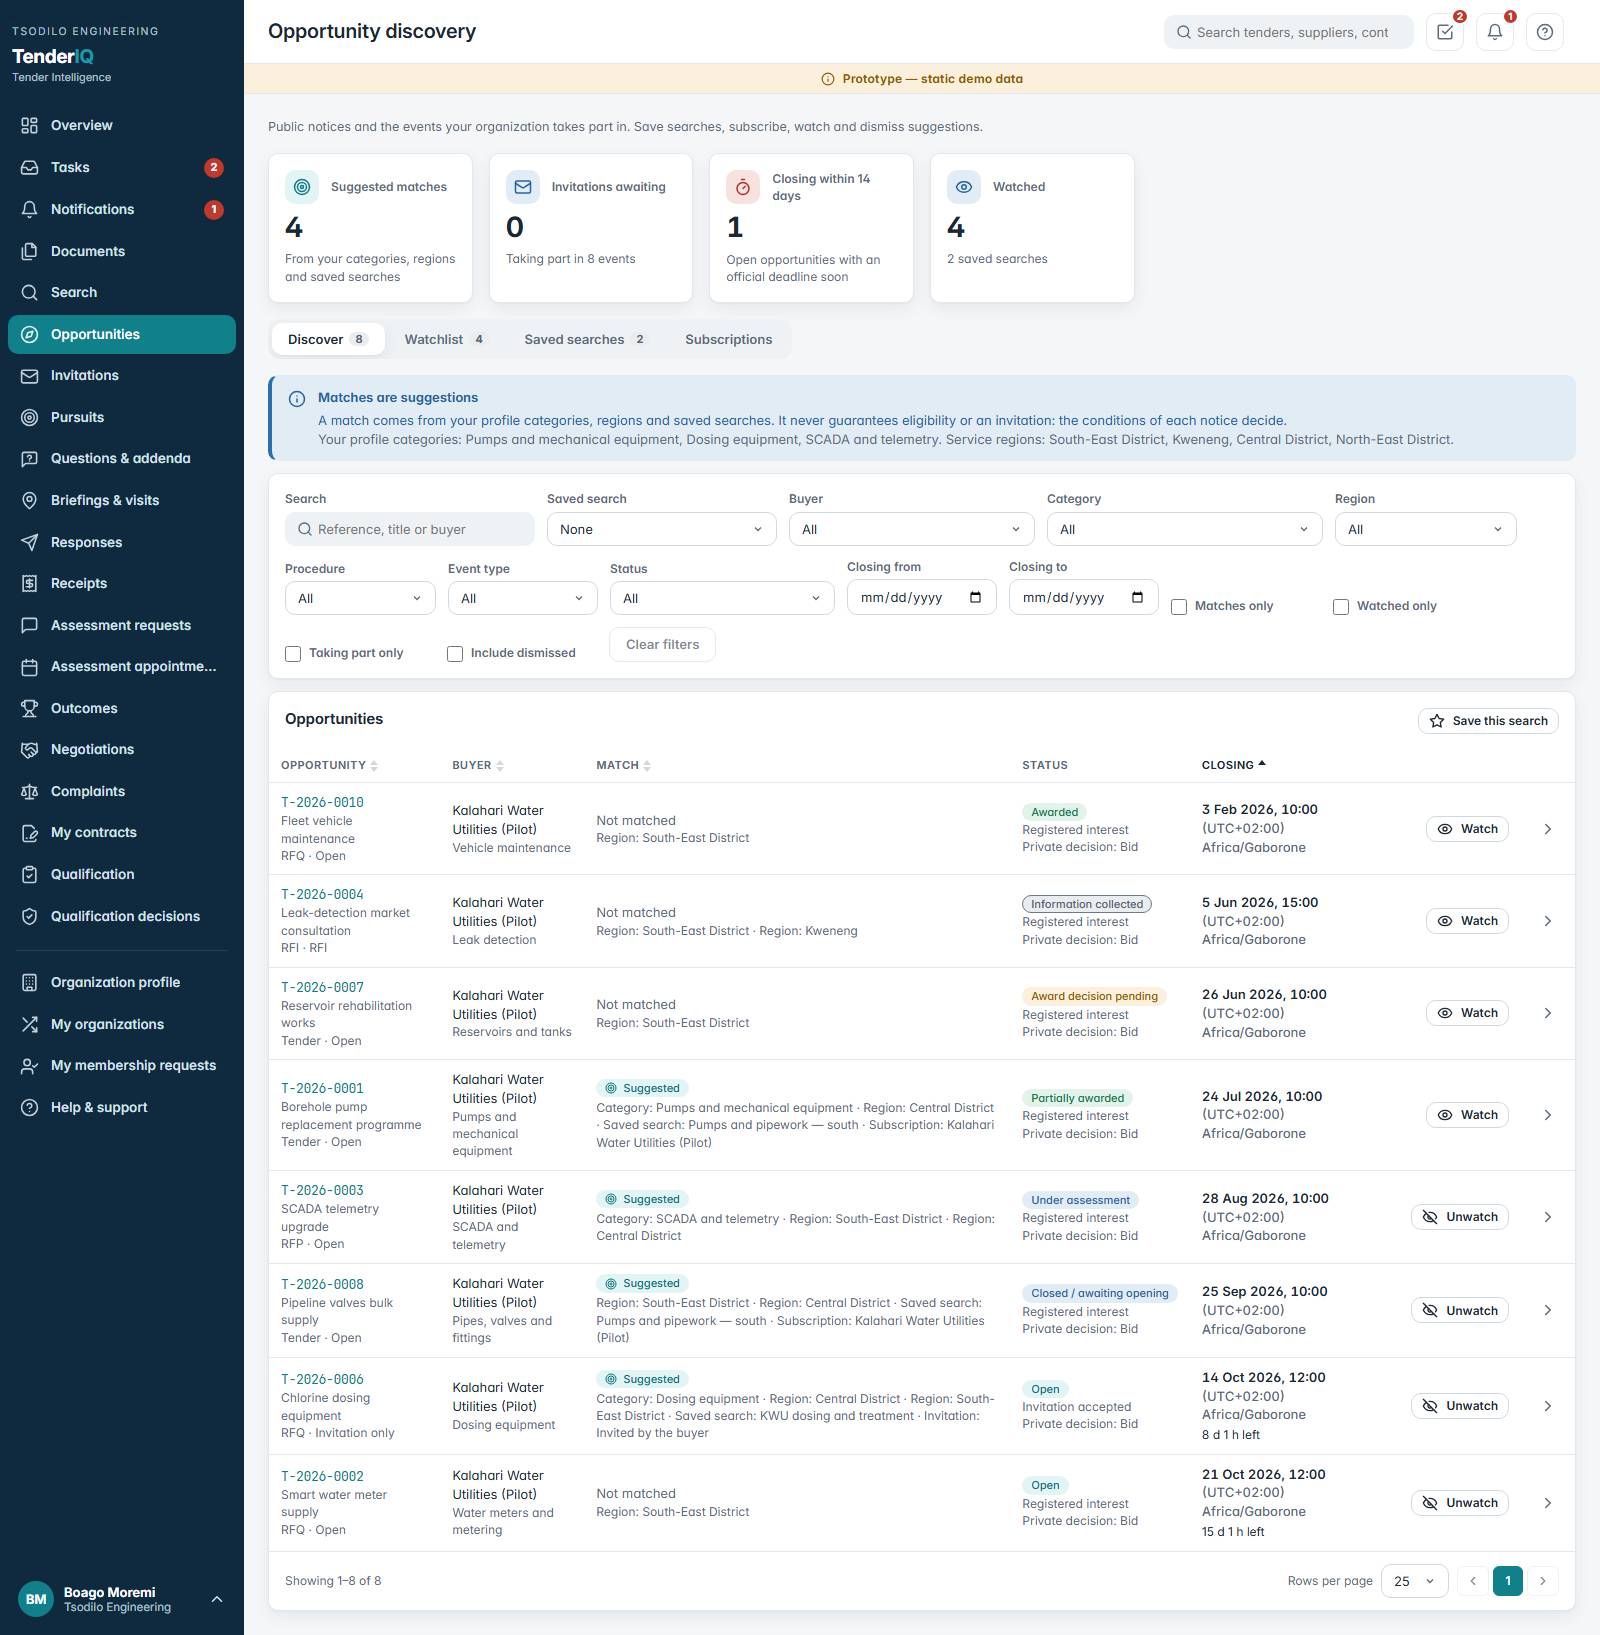 TSODILO ENGINEERING
TenderIQ
Tender Intelligence
Overview
Tasks 2
Notifications 1
Documents
Search
Opportunities
Invitations
Pursuits
Questions & addenda
Briefings & visits
Responses
Receipts
Assessment requests
Assessment appointme...
Outcomes
Negotiations
Complaints
My contracts
Qualification
Qualification decisions
Organization profile
My organizations
My membership requests
Help & support
BM
Boago Moremi
Tsodilo Engineering
Opportunity discovery
Search tenders, suppliers, cont
2
1
Prototype — static demo data
Public notices and the events your organization takes part in. Save searches, subscribe, watch and dismiss suggestions.
Suggested matches
4
From your categories, regions
and saved searches
Invitations awaiting
0
Taking part in 8 events
Closing within 14
days
1
Open opportunities with an
official deadline soon
Watched
4
2 saved searches
Discover 8 Watchlist 4 Saved searches 2 Subscriptions
Matches are suggestions
A match comes from your profile categories, regions and saved searches. It never guarantees eligibility or an invitation: the conditions of each notice decide.
Your profile categories: Pumps and mechanical equipment, Dosing equipment, SCADA and telemetry. Service regions: South-East District, Kweneng, Central District, North-East District.
Search Saved search Buyer Category Region
Reference, title or buyer None All All All
Procedure Event type Status Closing from Closing to
All All All mm/dd/yyyy mm/dd/yyyy Matches only Watched only
Taking part only Include dismissed Clear filters
Opportunities
Save this search
OPPORTUNITY BUYER MATCH STATUS CLOSING
T-2026-0010
Fleet vehicle
maintenance
RFQ · Open
Kalahari Water
Utilities (Pilot)
Vehicle maintenance
Not matched
Region: South-East District
Awarded
Registered interest
Private decision: Bid
3 Feb 2026, 10:00
(UTC+02:00)
Africa/Gaborone
Watch
T-2026-0004
Leak-detection market
consultation
RFI · RFI
Kalahari Water
Utilities (Pilot)
Leak detection
Not matched
Region: South-East District · Region: Kweneng
Information collected
Registered interest
Private decision: Bid
5 Jun 2026, 15:00
(UTC+02:00)
Africa/Gaborone
Watch
T-2026-0007
Reservoir rehabilitation
works
Tender · Open
Kalahari Water
Utilities (Pilot)
Reservoirs and tanks
Not matched
Region: South-East District
Award decision pending
Registered interest
Private decision: Bid
26 Jun 2026, 10:00
(UTC+02:00)
Africa/Gaborone
Watch
T-2026-0001
Borehole pump
replacement programme
Tender · Open
Kalahari Water
Utilities (Pilot)
Pumps and
mechanical
equipment
Suggested
Category: Pumps and mechanical equipment · Region: Central District
· Saved search: Pumps and pipework — south · Subscription: Kalahari
Water Utilities (Pilot)
Partially awarded
Registered interest
Private decision: Bid
24 Jul 2026, 10:00
(UTC+02:00)
Africa/Gaborone
Watch
T-2026-0003
SCADA telemetry
upgrade
RFP · Open
Kalahari Water
Utilities (Pilot)
SCADA and
telemetry
Suggested
Category: SCADA and telemetry · Region: South-East District · Region:
Central District
Under assessment
Registered interest
Private decision: Bid
28 Aug 2026, 10:00
(UTC+02:00)
Africa/Gaborone
Unwatch
T-2026-0008
Pipeline valves bulk
supply
Tender · Open
Kalahari Water
Utilities (Pilot)
Pipes, valves and
fittings
Suggested
Region: South-East District · Region: Central District · Saved search:
Pumps and pipework — south · Subscription: Kalahari Water Utilities
(Pilot)
Closed / awaiting opening
Registered interest
Private decision: Bid
25 Sep 2026, 10:00
(UTC+02:00)
Africa/Gaborone
Unwatch
T-2026-0006
Chlorine dosing
equipment
RFQ · Invitation only
Kalahari Water
Utilities (Pilot)
Dosing equipment
Suggested
Category: Dosing equipment · Region: Central District · Region: South-
East District · Saved search: KWU dosing and treatment · Invitation:
Invited by the buyer
Open
Invitation accepted
Private decision: Bid
14 Oct 2026, 12:00
(UTC+02:00)
Africa/Gaborone
8 d 1 h left
Unwatch
T-2026-0002
Smart water meter
supply
RFQ · Open
Kalahari Water
Utilities (Pilot)
Water meters and
metering
Not matched
Region: South-East District
Open
Registered interest
Private decision: Bid
21 Oct 2026, 12:00
(UTC+02:00)
Africa/Gaborone
15 d 1 h left
Unwatch
Showing 1–8 of 8
Rows per page 25 1